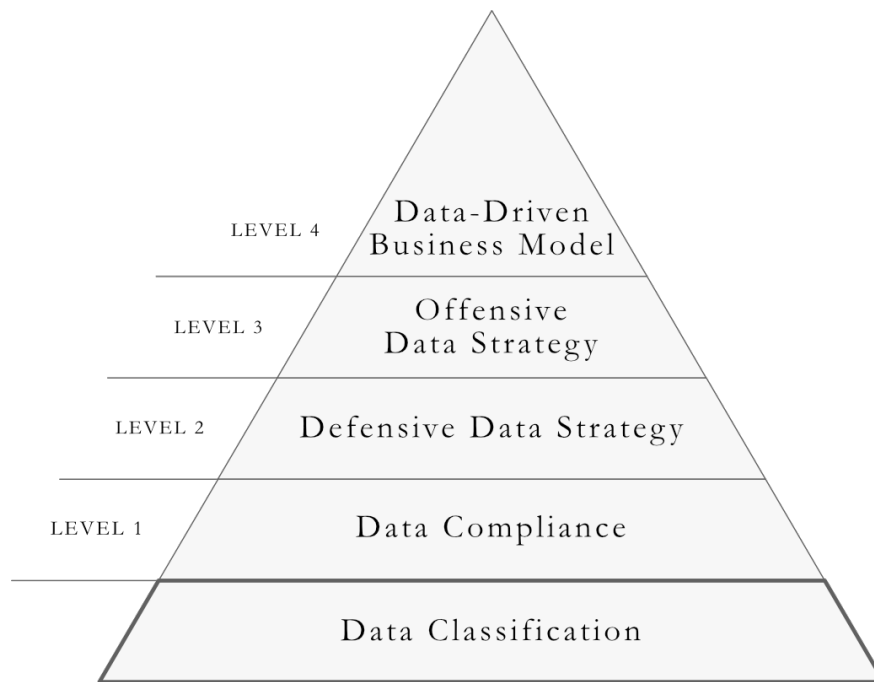 LEVEL 4
Data-Driven
Business Model
LEVEL 3
Offensive
Data Strategy
LEVEL 2
Defensive Data Strategy
LEVEL 1
Data Compliance
Data Classification